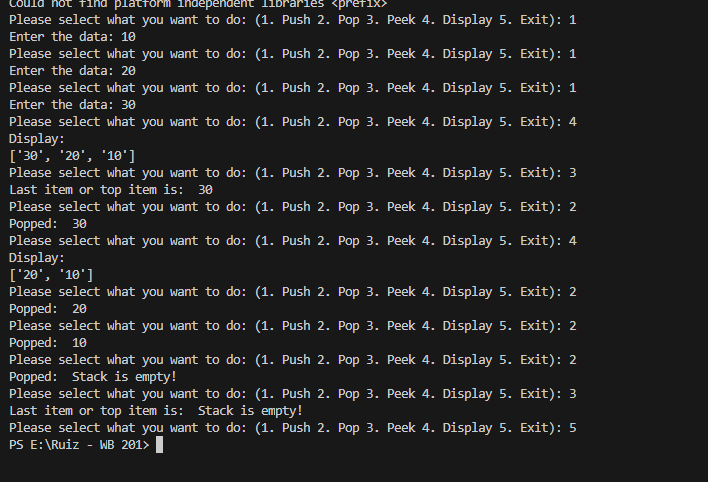 Could not find platform independent libraries <prefix>
Please select what you want to do: (1. Push 2. Pop 3. Peek 4. Display 5. Exit): 1
Enter the data: 10
Please select what you want to do: (1. Push 2. Pop 3. Peek 4. Display 5. Exit): 1
Enter the data: 20
Please select what you want to do: (1. Push 2. Pop 3. Peek 4. Display 5. Exit): 1
Enter the data: 30
Please select what you want to do: (1. Push 2. Pop 3. Peek 4. Display 5. Exit): 4
Display:
['30', '20', '10']
Please select what you want to do: (1. Push 2. Pop 3. Peek 4. Display 5. Exit): 3
Last item or top item is:  30
Please select what you want to do: (1. Push 2. Pop 3. Peek 4. Display 5. Exit): 2
Popped:  30
Please select what you want to do: (1. Push 2. Pop 3. Peek 4. Display 5. Exit): 4
Display:
['20', '10']
Please select what you want to do: (1. Push 2. Pop 3. Peek 4. Display 5. Exit): 2
Popped:  20
Please select what you want to do: (1. Push 2. Pop 3. Peek 4. Display 5. Exit): 2
Popped:  10
Please select what you want to do: (1. Push 2. Pop 3. Peek 4. Display 5. Exit): 2
Popped:  Stack is empty!
Please select what you want to do: (1. Push 2. Pop 3. Peek 4. Display 5. Exit): 3
Last item or top item is:  Stack is empty!
Please select what you want to do: (1. Push 2. Pop 3. Peek 4. Display 5. Exit): 5
PS E:\Ruiz - WB 201>